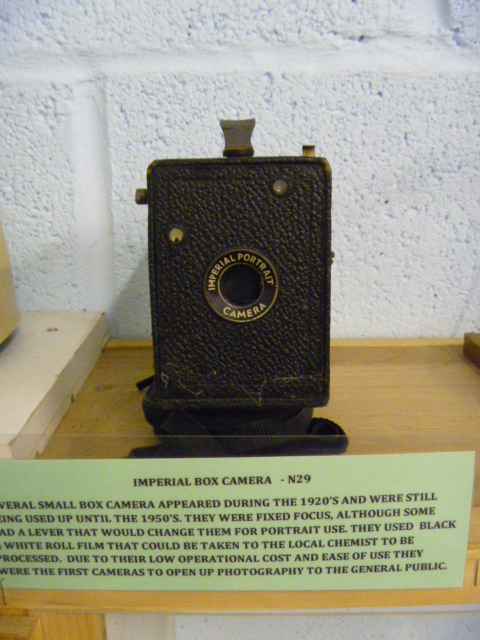 IMPERIAL PORTRAIT
CAMERA
IMPERIAL BOX CAMERA - N29
VERAL SMALL BOX CAMERA APPEARED DURING THE 1920'S AND WERE STILL
EING USED UP UNTIL THE 1950'S. THEY WERE FIXED FOCUS, ALTHOUGH SOME
AD A LEVER THAT WOULD CHANGE THEM FOR PORTRAIT USE. THEY USED BLACK
WHITE ROLL FILM THAT COULD BE TAKEN TO THE LOCAL CHEMIST TO BE
PROCESSED. DUE TO THEIR LOW OPERATIONAL COST AND EASE OF USE THEY
WERE THE FIRST CAMERAS TO OPEN UP PHOTOGRAPHY TO THE GENERAL PUBLIC.